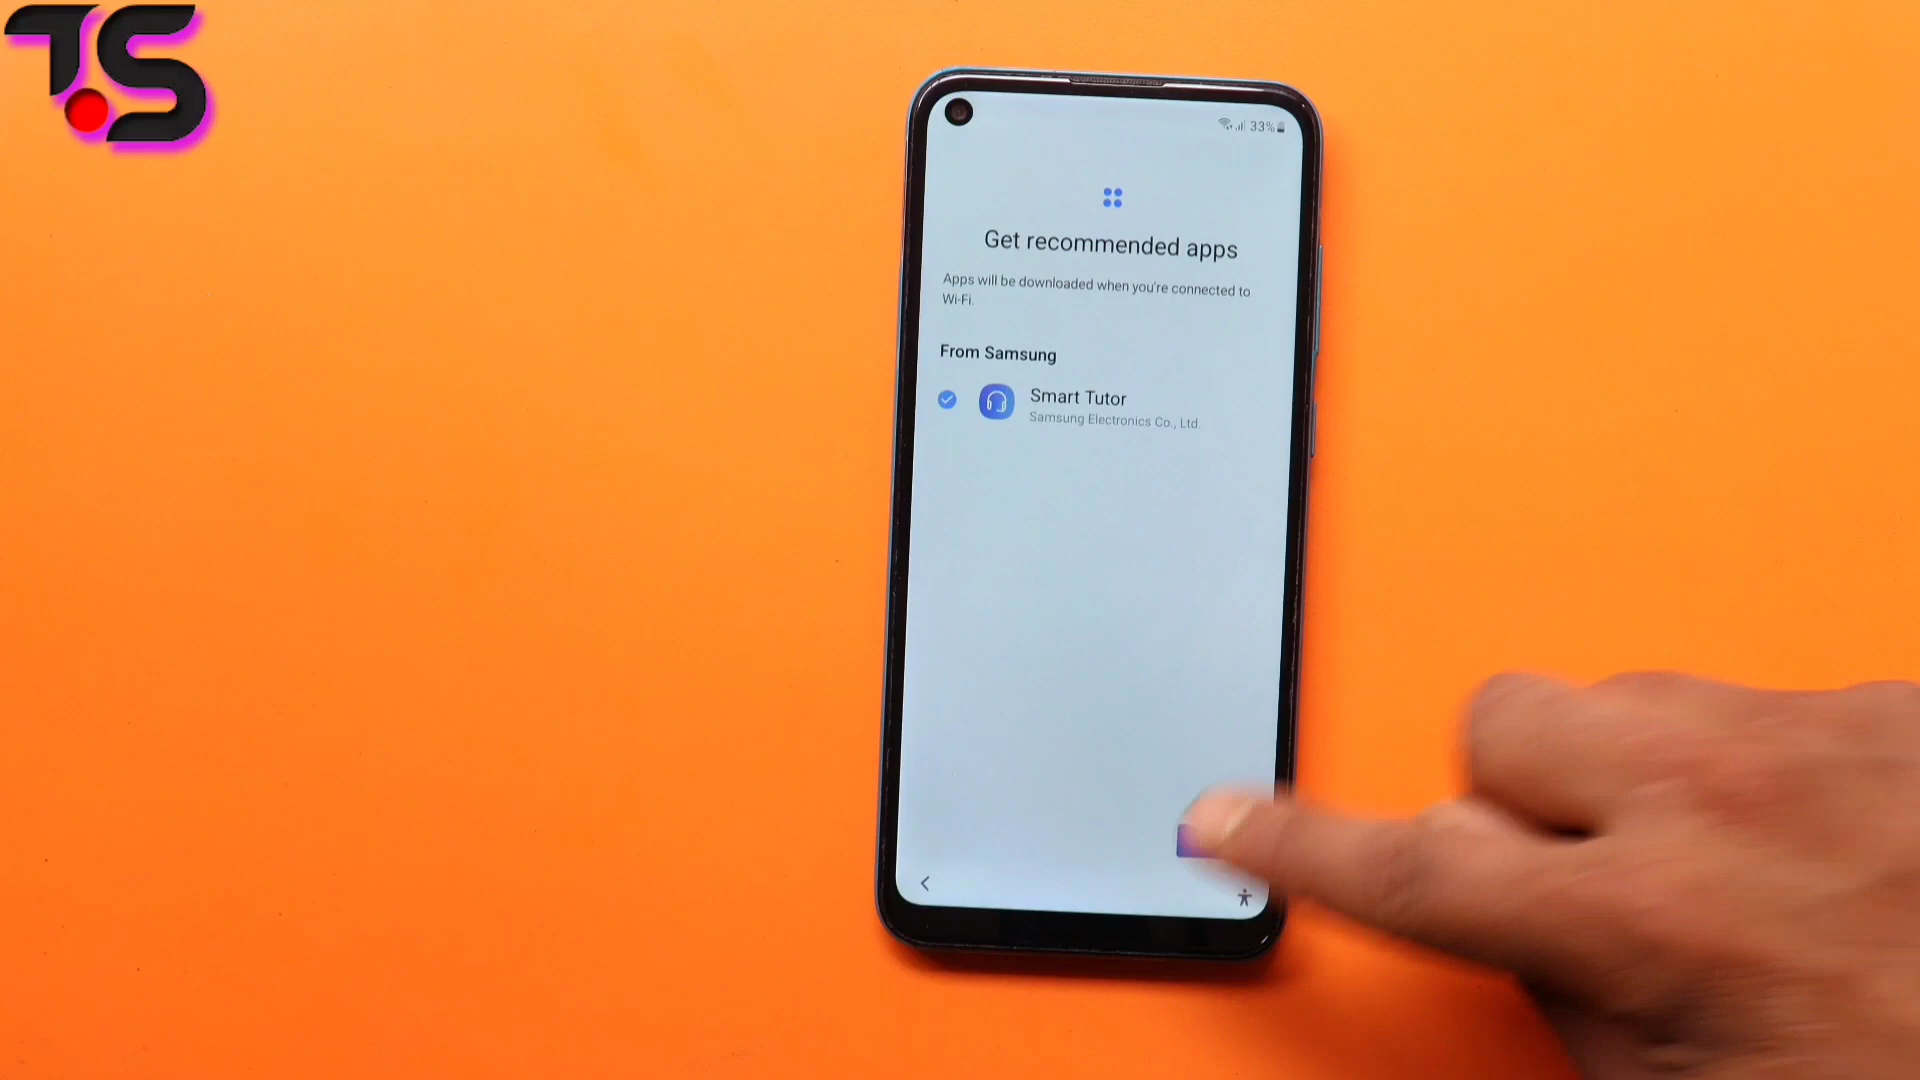 T.S
33%
Get recommended apps
Apps will be downloaded when you're connected to
Wi-Fi.
From Samsung
Smart Tutor
Samsung Electronics Co., Ltd.